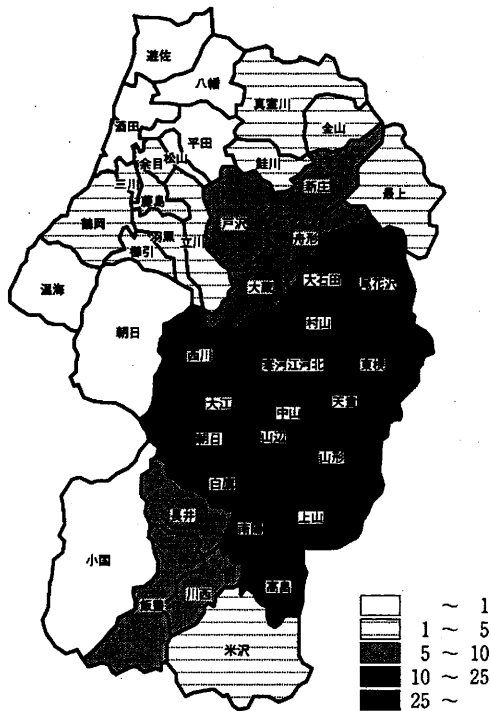 遊佐
八幡
真室川
金山
酒田
平田
松山
余目
鮭川
新庄
最上
三川
藤島
鶴岡
戸沢
羽黒
立川
舟形
櫛引
温海
大蔵
大石田
尾花沢
村山
朝日
西川
寒河江河北
東根
大江
中山
天童
朝日
山辺
山形
白鷹
長井
上山
南陽
小国
飯豊
川西
高畠
米沢
～ 1
1 ～ 5
5 ～ 10
10 ～ 25
25 ～